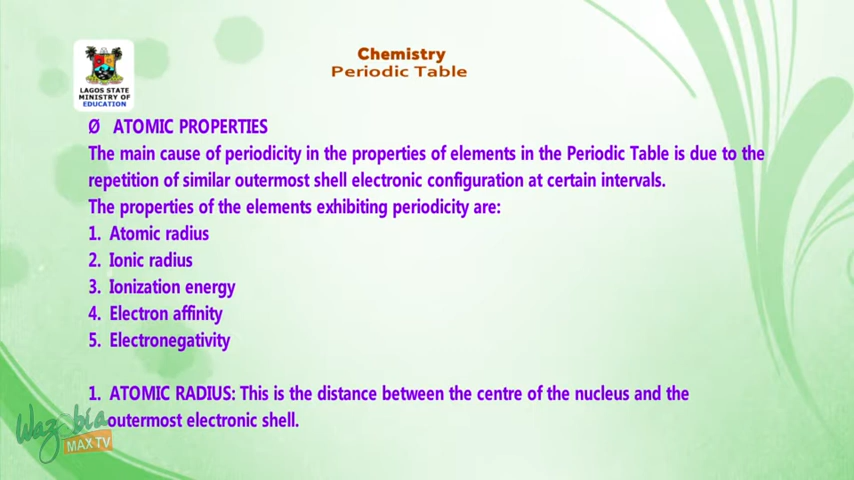 Chemistry
Periodic Table
LAGOS STATE
MINISTRY OF
EDUCATION
Ø ATOMIC PROPERTIES
The main cause of periodicity in the properties of elements in the Periodic Table is due to the
repetition of similar outermost shell electronic configuration at certain intervals.
The properties of the elements exhibiting periodicity are:
1. Atomic radius
2. Ionic radius
3. Ionization energy
4. Electron affinity
5. Electronegativity
1. ATOMIC RADIUS: This is the distance between the centre of the nucleus and the
outermost electronic shell.
Wazobia
MAX TV